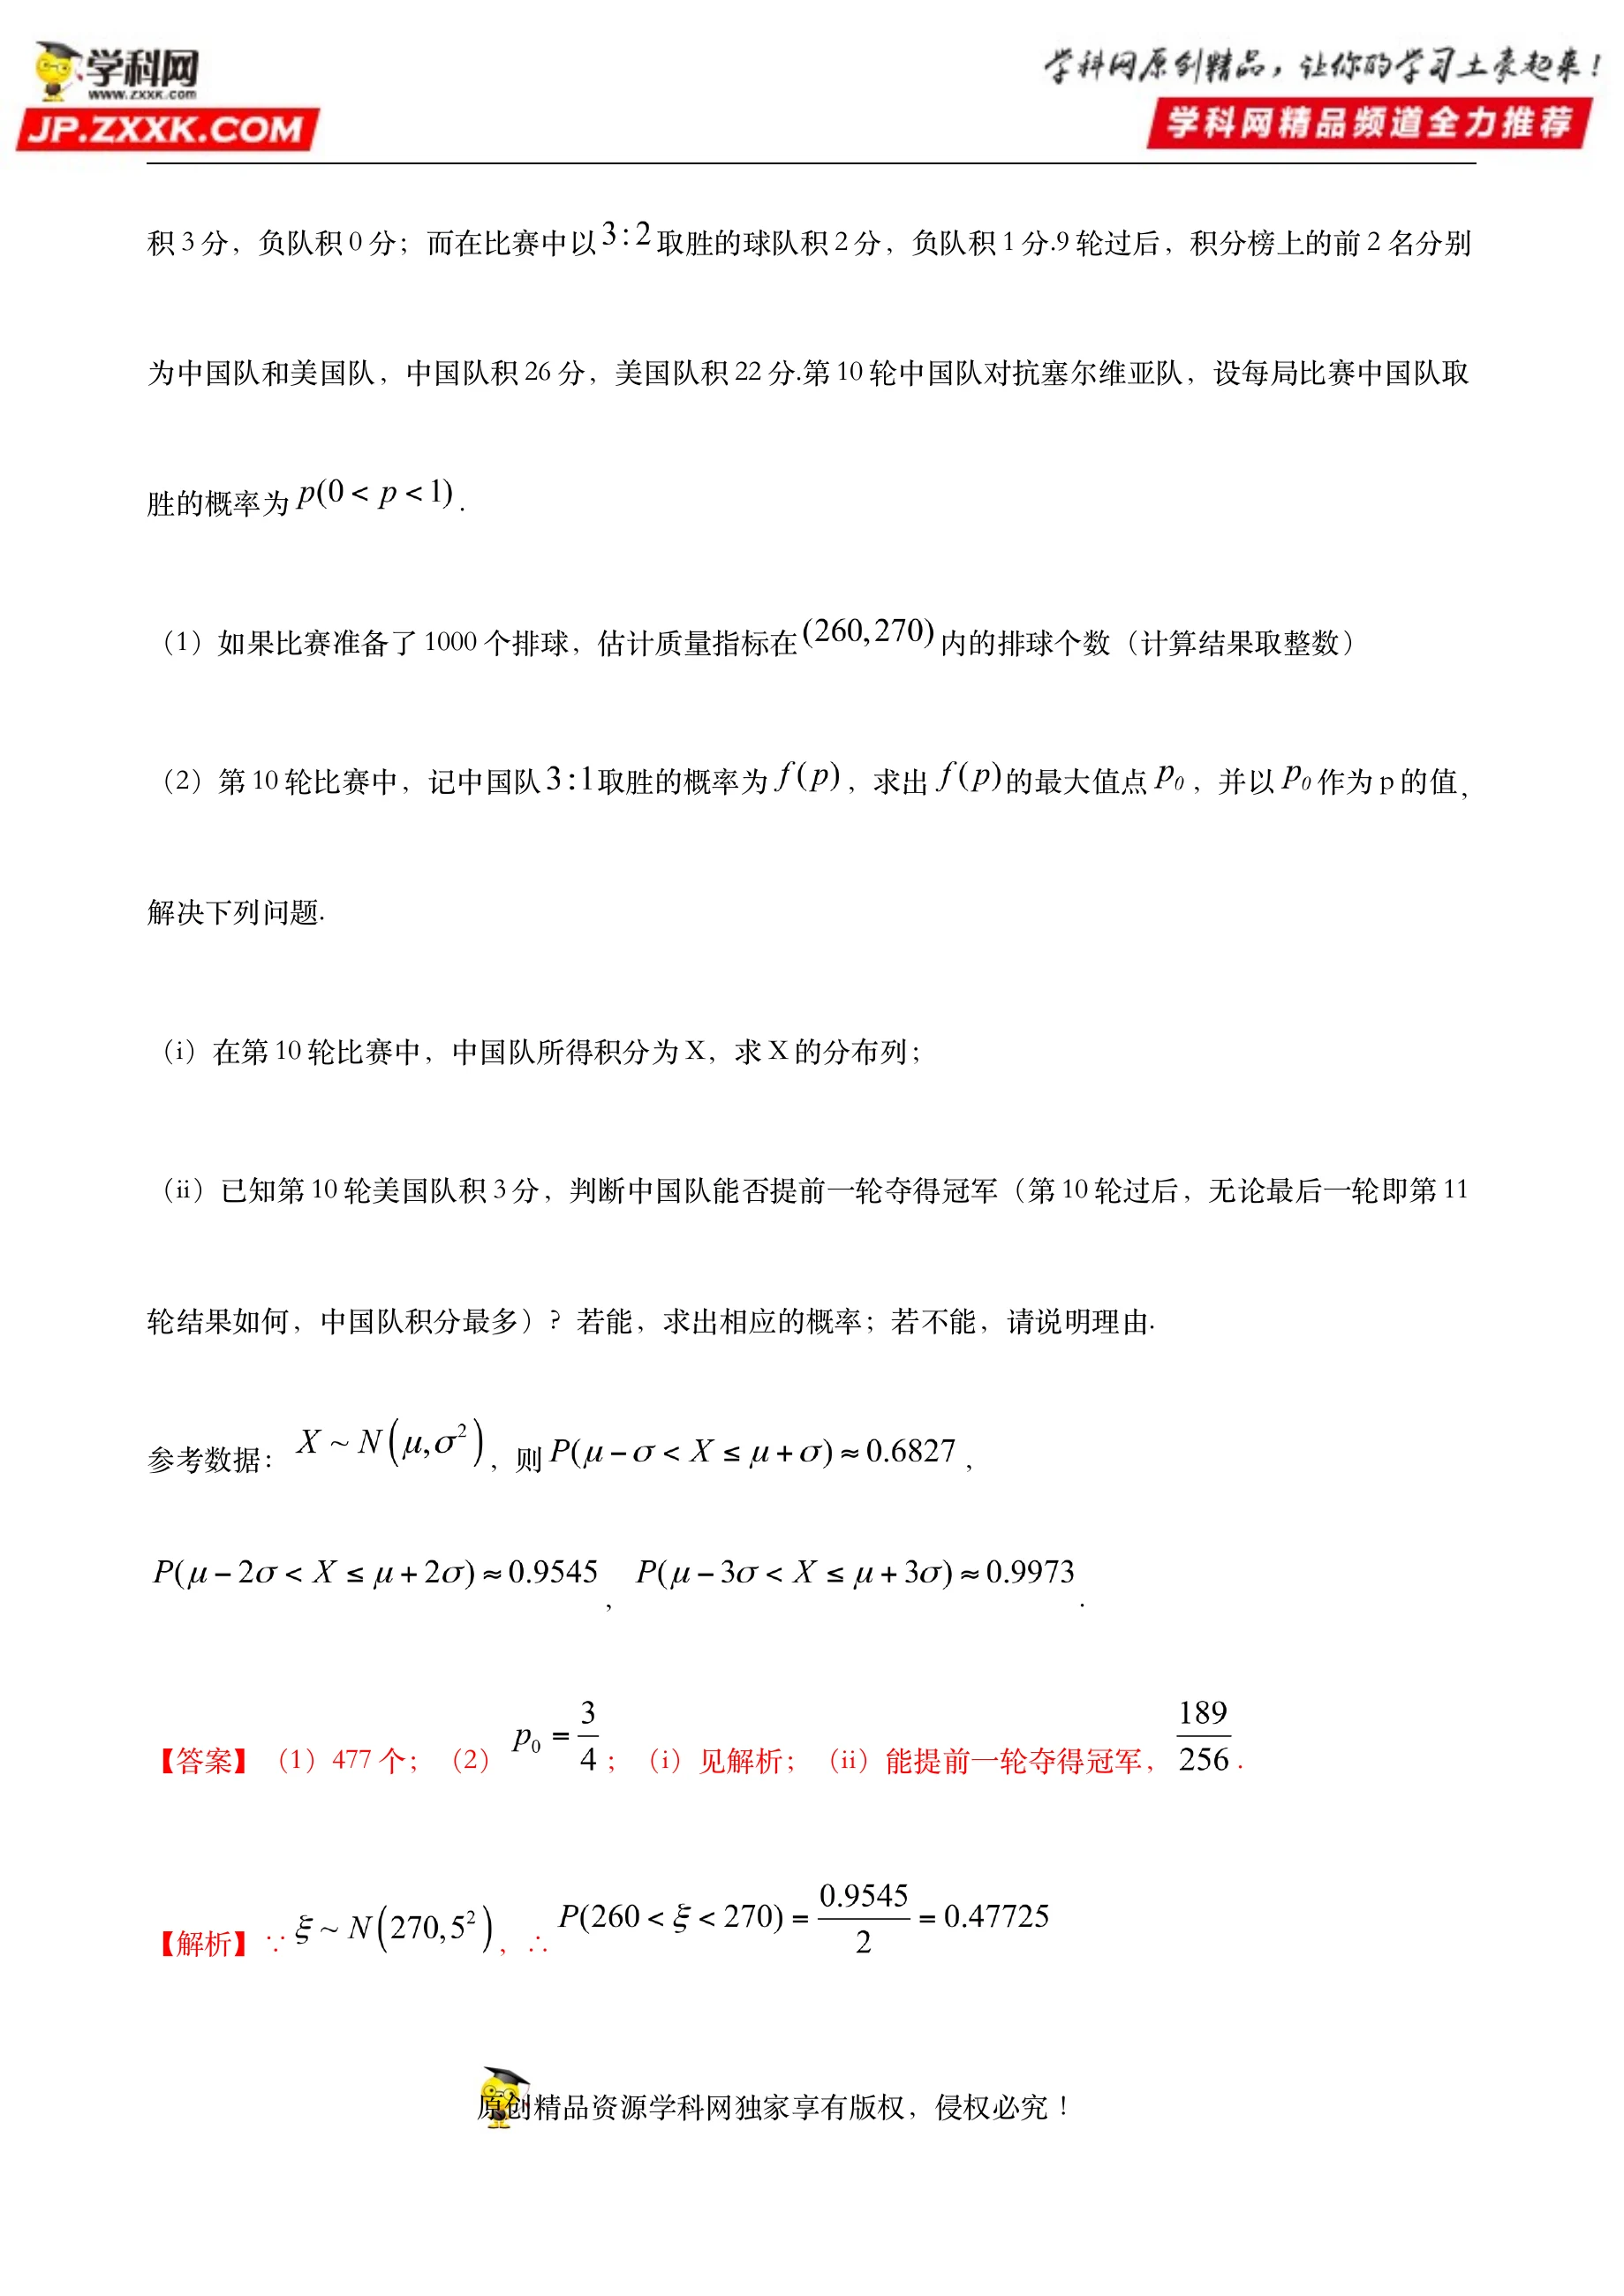 学科网
www.zxxk.com
JP.ZXXK.COM
学科网原创精品，让你的学习土豪起来！
学科网精品频道全力推荐
积 3 分，负队积 0 分；而在比赛中以 3:2 取胜的球队积 2 分，负队积 1 分.9 轮过后，积分榜上的前 2 名分别
为中国队和美国队，中国队积 26 分，美国队积 22 分.第 10 轮中国队对抗塞尔维亚队，设每局比赛中国队取
胜的概率为 p(0 < p < 1) .
（1）如果比赛准备了 1000 个排球，估计质量指标在 (260,270) 内的排球个数（计算结果取整数）
（2）第 10 轮比赛中，记中国队 3:1 取胜的概率为 f(p)，求出 f(p) 的最大值点 p₀，并以 p₀ 作为 p 的值，
解决下列问题.
（i）在第 10 轮比赛中，中国队所得积分为 X，求 X 的分布列；
（ii）已知第 10 轮美国队积 3 分，判断中国队能否提前一轮夺得冠军（第 10 轮过后，无论最后一轮即第 11
轮结果如何，中国队积分最多）？若能，求出相应的概率；若不能，请说明理由.
参考数据：X ~ N(μ,σ²)，则 P(μ − σ < X ≤ μ + σ) ≈ 0.6827，
P(μ − 2σ < X ≤ μ + 2σ) ≈ 0.9545，P(μ − 3σ < X ≤ μ + 3σ) ≈ 0.9973 .
【答案】（1）477 个；（2）p₀ = 3/4；（i）见解析；（ii）能提前一轮夺得冠军，189/256 .
【解析】∵ ξ ~ N(270,5²)，∴ P(260 < ξ < 270) = 0.9545/2 = 0.47725
原创精品资源学科网独家享有版权，侵权必究！